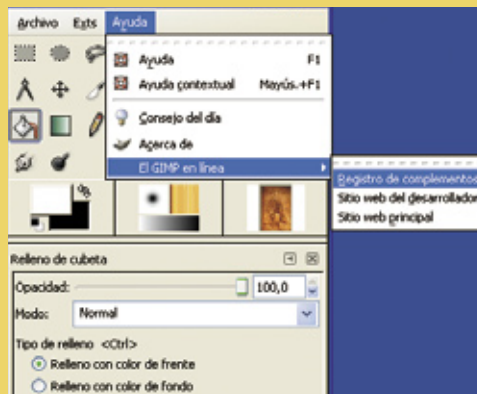 Archivo Exts Ayuda
Ayuda F1
Ayuda contextual Mayús.+F1
Consejo del día
Acerca de
El GIMP en línea
Registro de complementos
Sitio web del desarrollador
Sitio web principal
Relleno de cubeta
Opacidad: 100,0
Modo: Normal
Tipo de relleno <Ctrl>
Relleno con color de frente
Relleno con color de fondo